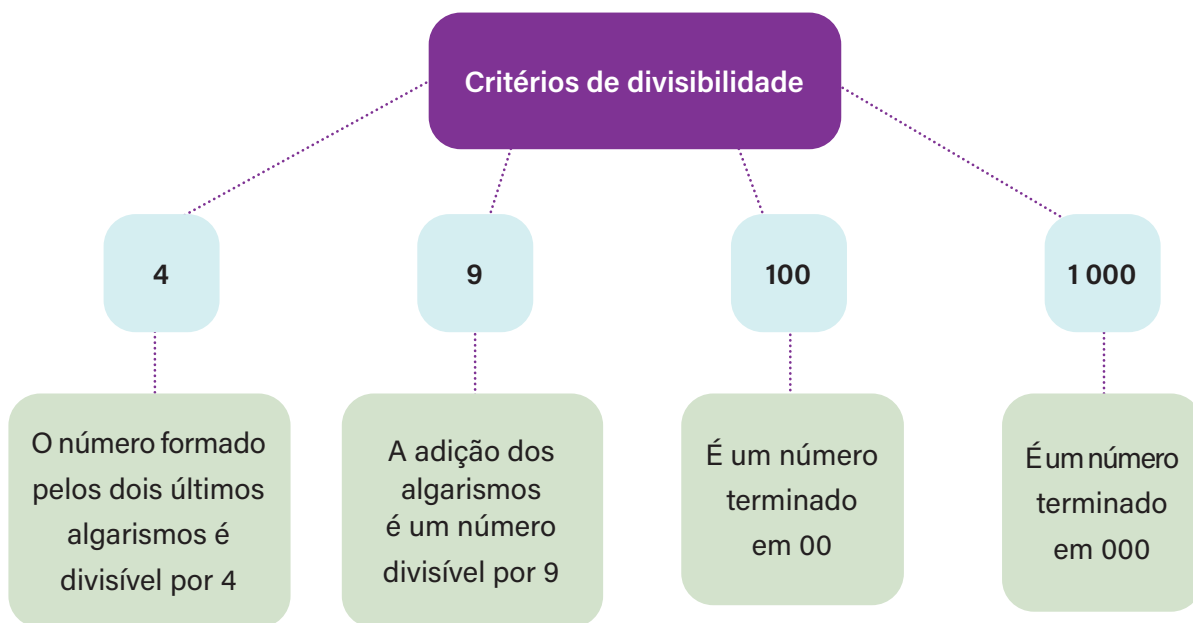 Critérios de divisibilidade
4
9
100
1 000
O número formado
pelos dois últimos
algarismos é
divisível por 4
A adição dos
algarismos
é um número
divisível por 9
É um número
terminado
em 00
É um número
terminado
em 000